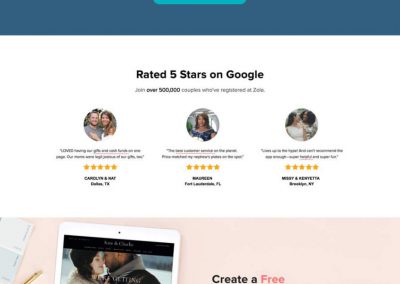 Rated 5 Stars on Google
Join over 500,000 couples who've registered at Zola.
"LOVED having our gifts and cash funds on one
page. Our moms were legit jealous of our gifts, too."
CAROLYN & NAT
Dallas, TX
"The best customer service on the planet.
Price matched my nephew's plates on the spot."
MAUREEN
Fort Lauderdale, FL
"Lives up to the hype! And can't recommend the
app enough–super helpful and super fun."
MISSY & KENYETTA
Brooklyn, NY
Create a Free